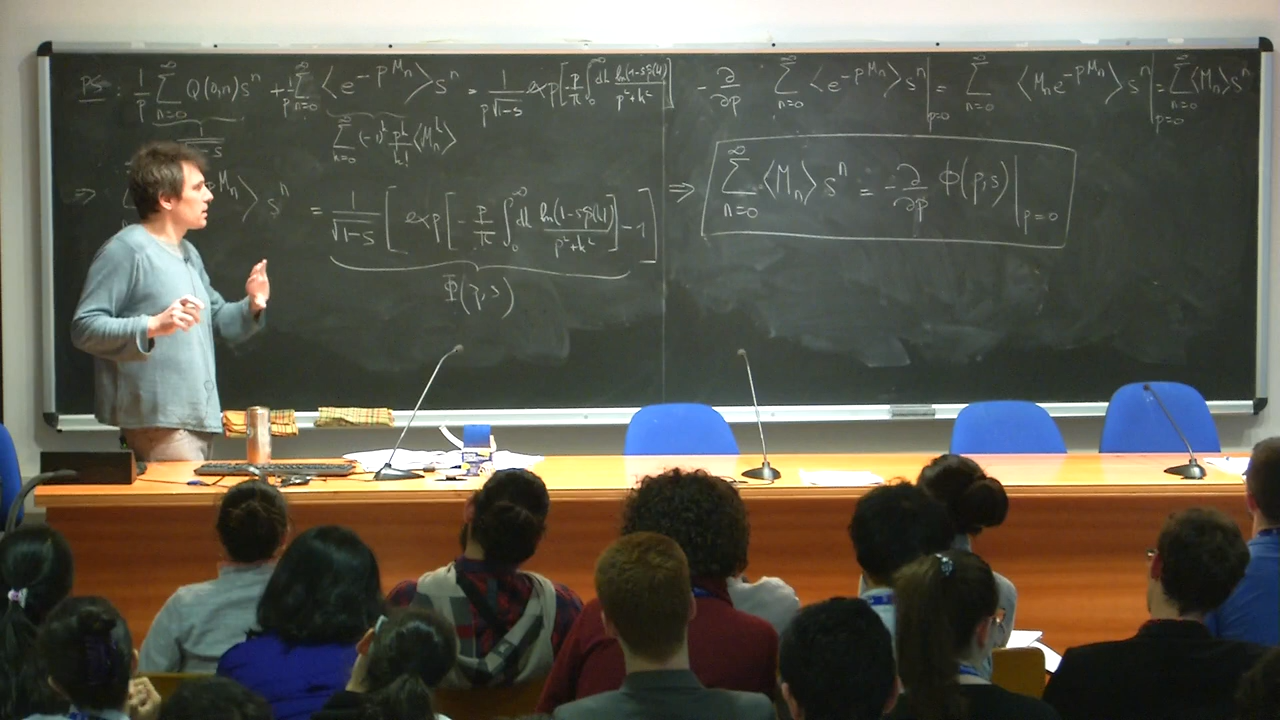 PS : 1/p ∑_{n=0}^{∞} Q(0,n)s^n + 1/p ∑_{n=0}^{∞} ⟨e^{-pM_n}⟩ s^n = 1/(p√(1-s)) exp[-p/π ∫_0^∞ dk ln(1-sφ̂(k))/(p²+k²)]
1/√(1-s)
∑_{k=0}^{∞} (-1)^k p^k/k! ⟨M_n^k⟩
⇒ pM_n⟩ s^n = 1/√(1-s) [exp[-p/π ∫_0^∞ dk ln(1-sφ̂(k))/(p²+k²)] -1]
Φ(p,s)
-∂/∂p ∑_{n=0}^{∞} ⟨e^{-pM_n}⟩ s^n |_{p=0} = ∑_{n=0}^{∞} ⟨M_n e^{-pM_n}⟩ s^n |_{p=0} = ∑_{n=0}^{∞} ⟨M_n⟩ s^n
⇒ ∑_{n=0}^{∞} ⟨M_n⟩ s^n = -∂/∂p Φ(p,s) |_{p=0}